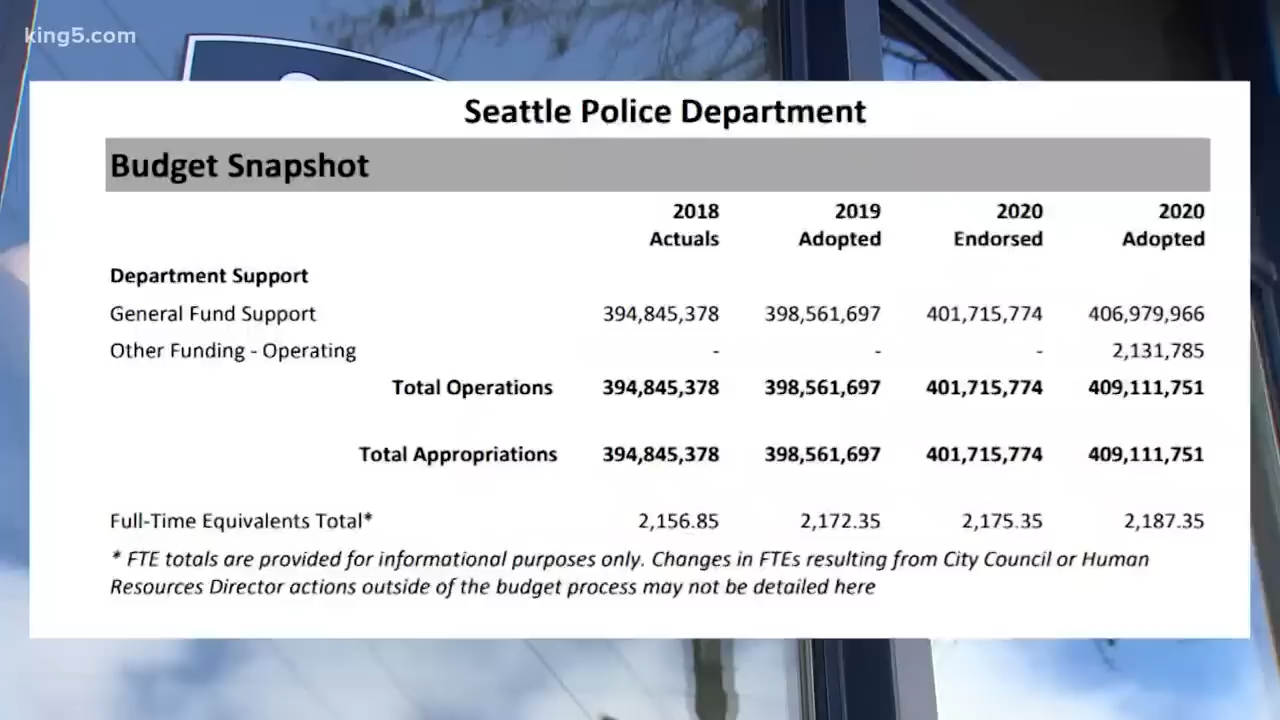 king5.com
Seattle Police Department
Budget Snapshot
2018 2019 2020 2020
Actuals Adopted Endorsed Adopted
Department Support
General Fund Support 394,845,378 398,561,697 401,715,774 406,979,966
Other Funding - Operating - - - 2,131,785
Total Operations 394,845,378 398,561,697 401,715,774 409,111,751
Total Appropriations 394,845,378 398,561,697 401,715,774 409,111,751
Full-Time Equivalents Total* 2,156.85 2,172.35 2,175.35 2,187.35
* FTE totals are provided for informational purposes only. Changes in FTEs resulting from City Council or Human
Resources Director actions outside of the budget process may not be detailed here